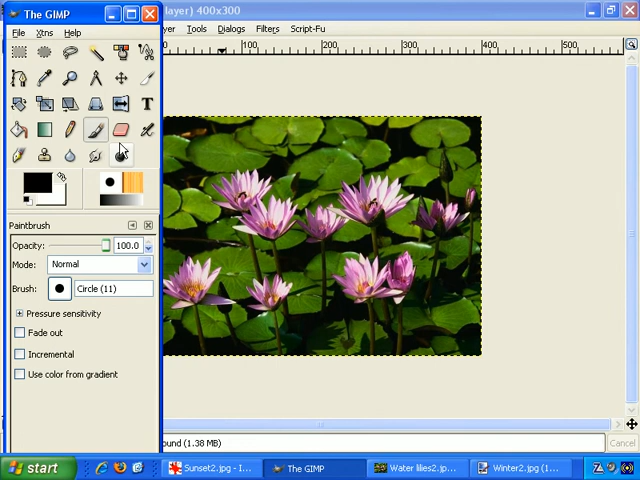 The GIMP
layer) 400x300
File Xtns Help
yer Tools Dialogs Filters Script-Fu
100 200 300 400 500
T
Paintbrush
Opacity: 100.0
Mode: Normal
Brush: Circle (11)
Pressure sensitivity
Fade out
Incremental
Use color from gradient
ound (1.38 MB)
Cancel
start
Sunset2.jpg - I...
The GIMP
Water lilies2.jp...
Winter2.jpg (1...